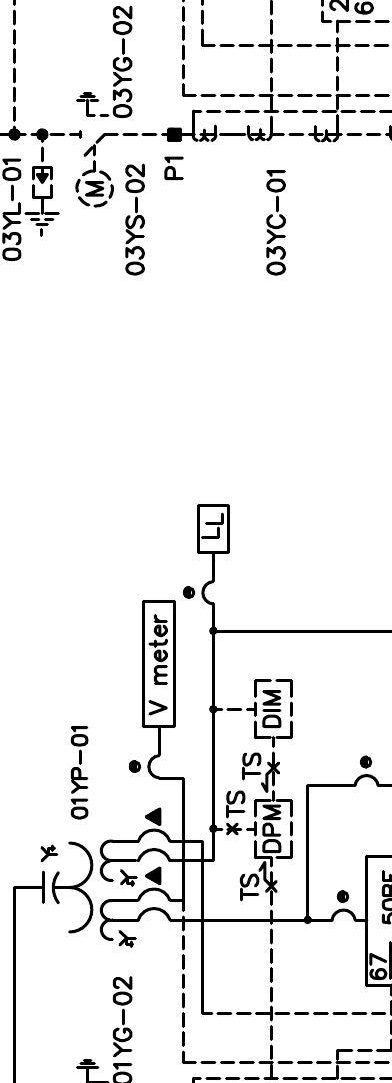 03YG-02
03YL-01
M
03YS-02
P1
03YC-01
2
6
LL
V meter
01YP-01
DIM
TS
TS
DPM
TS
Y
Y
Y
67
50BF
01YG-02